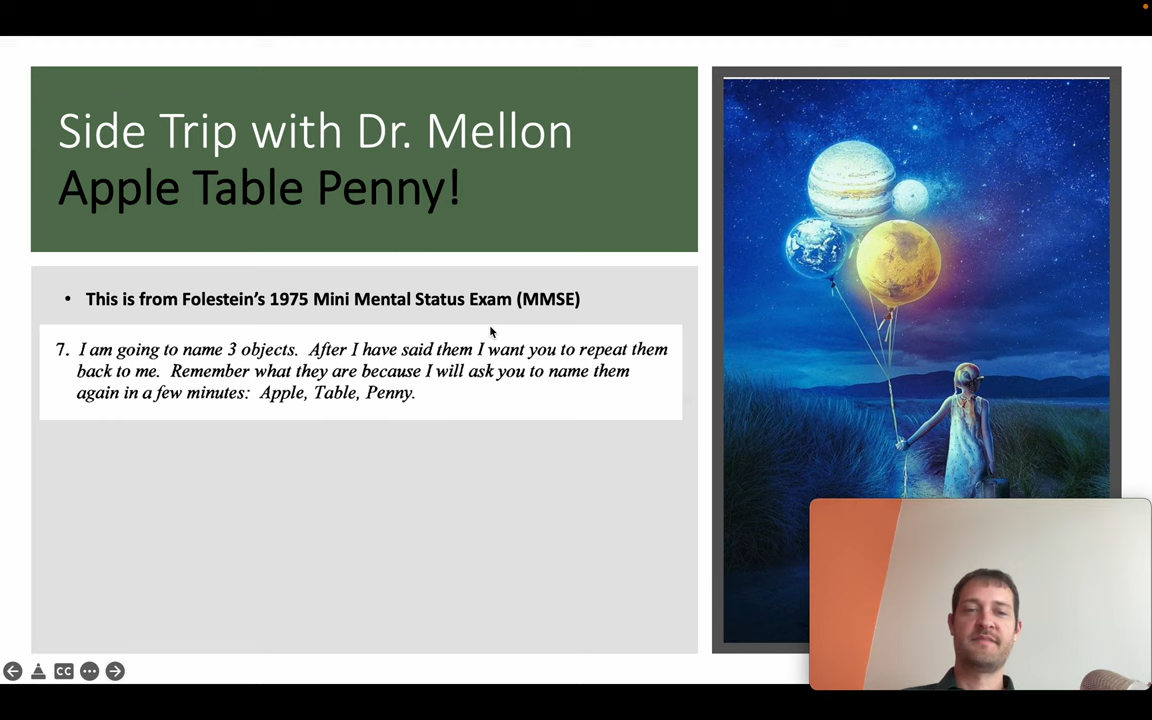 Side Trip with Dr. Mellon
Apple Table Penny!
• This is from Folestein’s 1975 Mini Mental Status Exam (MMSE)
7. I am going to name 3 objects. After I have said them I want you to repeat them
back to me. Remember what they are because I will ask you to name them
again in a few minutes: Apple, Table, Penny.
CC